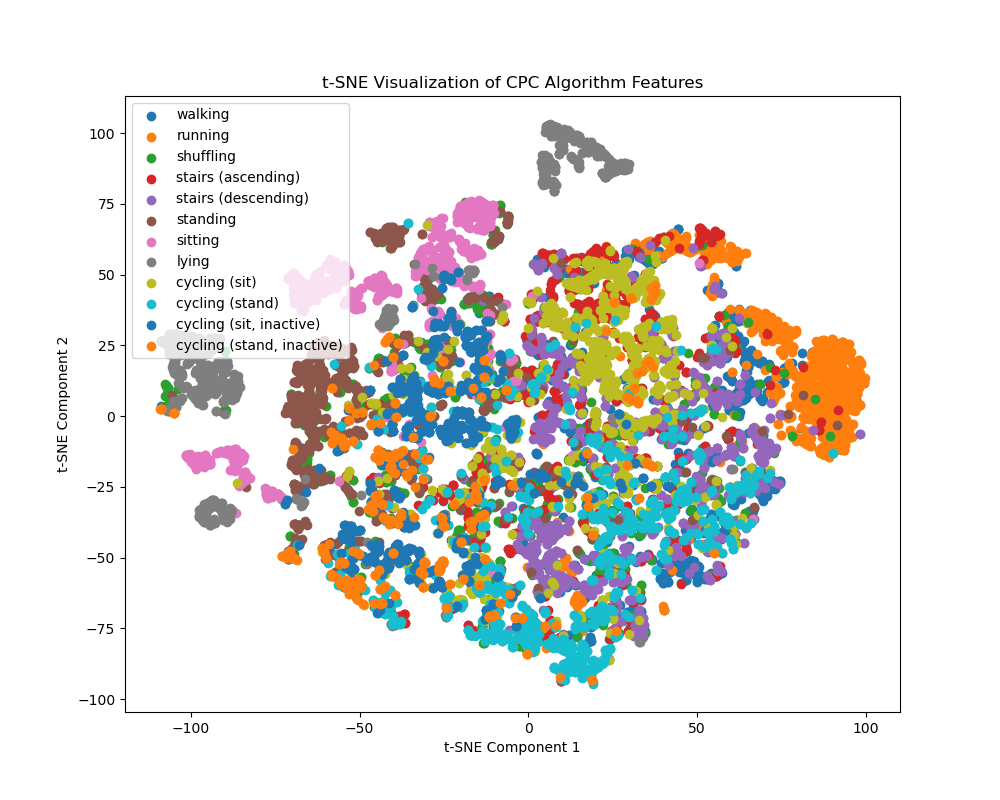 t-SNE Visualization of CPC Algorithm Features
walking
running
shuffling
stairs (ascending)
stairs (descending)
standing
sitting
lying
cycling (sit)
cycling (stand)
cycling (sit, inactive)
cycling (stand, inactive)
100
75
50
25
0
−25
−50
−75
−100
t-SNE Component 2
−100
−50
0
50
100
t-SNE Component 1